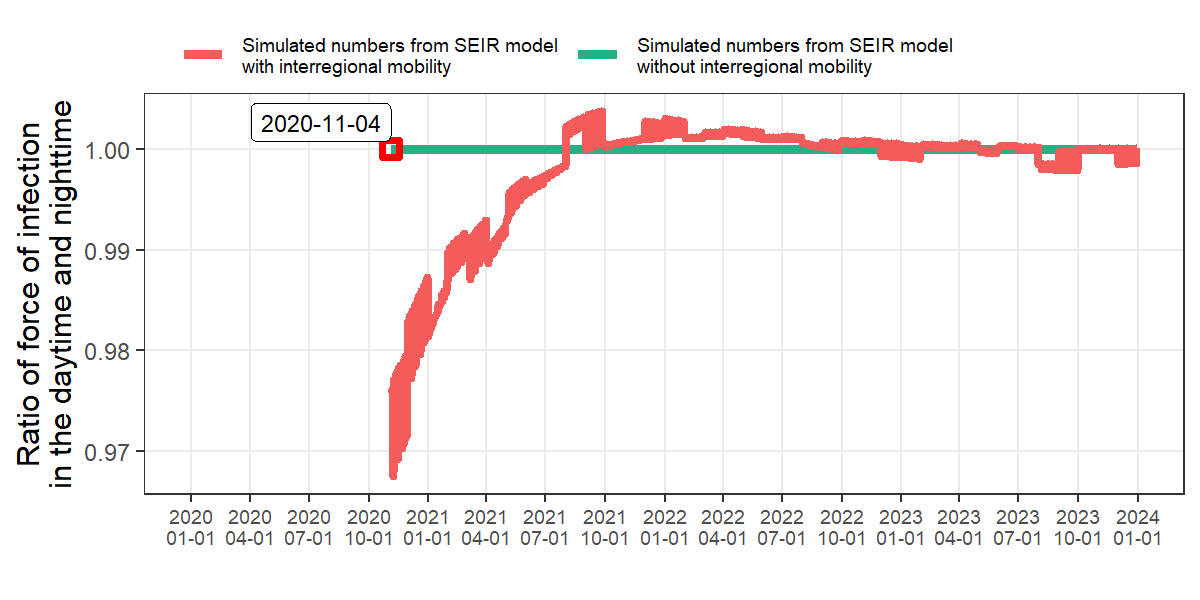 Simulated numbers from SEIR model
with interregional mobility
Simulated numbers from SEIR model
without interregional mobility
2020-11-04
Ratio of force of infection
in the daytime and nighttime
1.00
0.99
0.98
0.97
2020 2020 2020 2020 2021 2021 2021 2021 2022 2022 2022 2022 2023 2023 2023 2023 2024
01-01 04-01 07-01 10-01 01-01 04-01 07-01 10-01 01-01 04-01 07-01 10-01 01-01 04-01 07-01 10-01 01-01